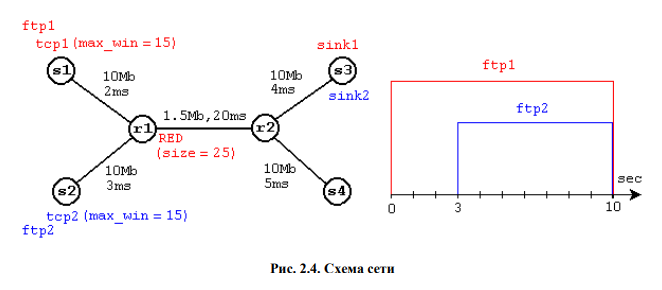 ftp1
tcp1 (max_win = 15)
sink1
s1
s3
10Mb
2ms
10Mb
4ms
sink2
1.5Mb,20ms
r1
r2
RED
(size = 25)
10Mb
3ms
10Mb
5ms
s2
s4
tcp2 (max_win = 15)
ftp2
ftp1
ftp2
sec
0
3
10
Рис. 2.4. Схема сети